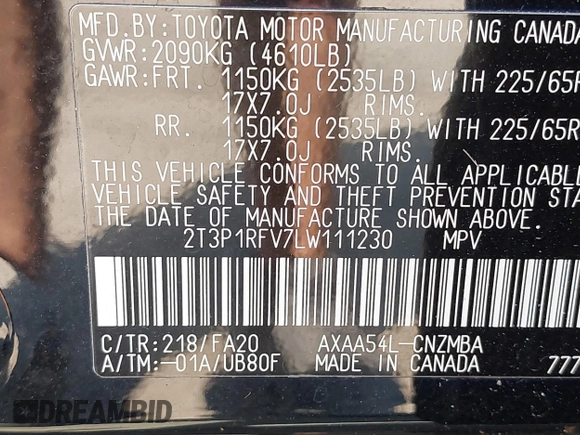 MFD.BY:TOYOTA MOTOR MANUFACTURING CANADA
GVWR:2090KG (4610LB)
GAWR:FRT. 1150KG (2535LB) WITH 225/65R
17X7.0J RIMS.
RR. 1150KG (2535LB) WITH 225/65R
17X7.0J RIMS.
THIS VEHICLE CONFORMS TO ALL APPLICABLE
VEHICLE SAFETY AND THEFT PREVENTION STA
THE DATE OF MANUFACTURE SHOWN ABOVE.
2T3P1RFV7LW111230 MPV
C/TR:218/FA20 AXAA54L-CNZMBA
A/TM:-01A/UB80F MADE IN CANADA 777
DREAMBID